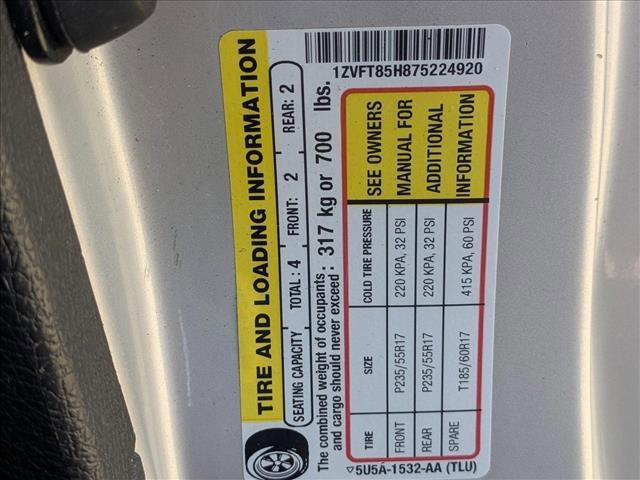 1ZVFT85H875224920
TIRE AND LOADING INFORMATION
SEATING CAPACITY TOTAL: 4 FRONT: 2 REAR: 2
The combined weight of occupants and cargo should never exceed: 317 kg or 700 lbs.
TIRE SIZE COLD TIRE PRESSURE SEE OWNERS
FRONT P235/55R17 220 KPA, 32 PSI MANUAL FOR
REAR P235/55R17 220 KPA, 32 PSI ADDITIONAL
SPARE T185/60R17 415 KPA, 60 PSI INFORMATION
5U5A-1532-AA (TLU)